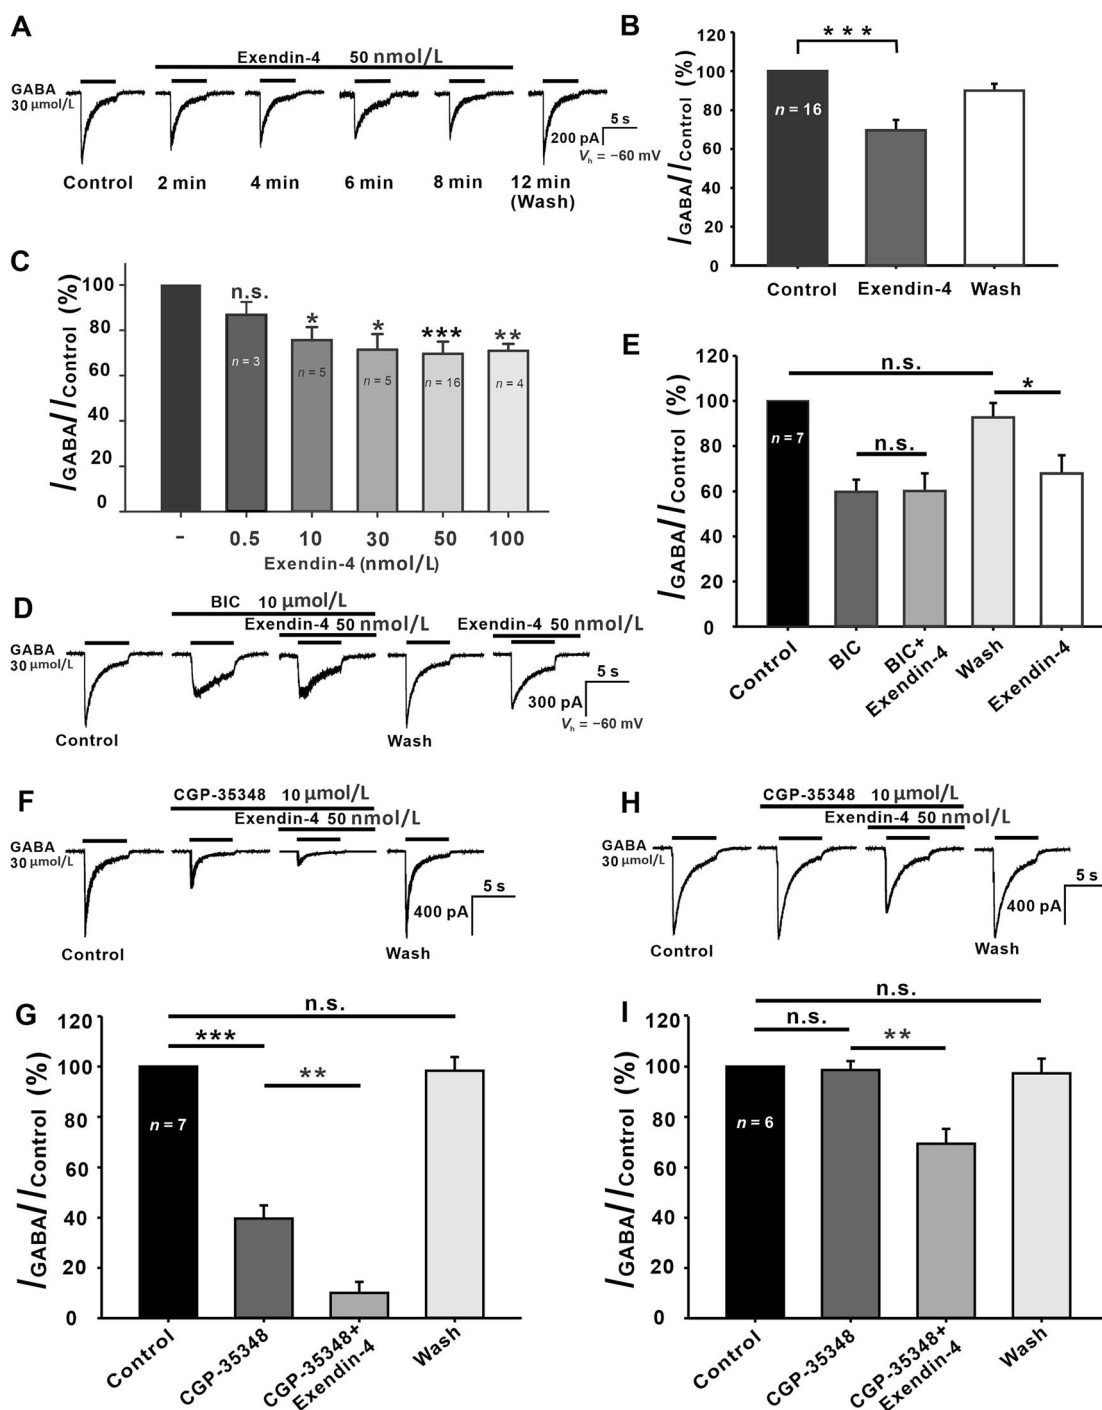 A
Exendin-4 50 nmol/L
GABA
30 μmol/L
5 s
200 pA
Vh = −60 mV
Control
2 min
4 min
6 min
8 min
12 min
(Wash)
B
IGABA/IControl (%)
120
100
80
60
40
20
0
***
n = 16
Control
Exendin-4
Wash
C
IGABA/IControl (%)
100
80
60
40
20
0
n.s.
*
*
***
**
n = 3
n = 5
n = 5
n = 16
n = 4
-
0.5
10
30
50
100
Exendin-4 (nmol/L)
D
BIC 10 μmol/L
Exendin-4 50 nmol/L
Exendin-4 50 nmol/L
GABA
30 μmol/L
5 s
300 pA
Vh = −60 mV
Control
Wash
E
IGABA/IControl (%)
120
100
80
60
40
20
0
n.s.
*
n.s.
n = 7
Control
BIC
BIC+
Exendin-4
Wash
Exendin-4
F
CGP-35348 10 μmol/L
Exendin-4 50 nmol/L
GABA
30 μmol/L
5 s
400 pA
Control
Wash
H
CGP-35348 10 μmol/L
Exendin-4 50 nmol/L
GABA
30 μmol/L
5 s
400 pA
Control
Wash
G
IGABA/IControl (%)
120
100
80
60
40
20
0
n.s.
***
**
n = 7
Control
CGP-35348
CGP-35348+
Exendin-4
Wash
I
IGABA/IControl (%)
120
100
80
60
40
20
0
n.s.
n.s.
**
n = 6
Control
CGP-35348
CGP-35348+
Exendin-4
Wash